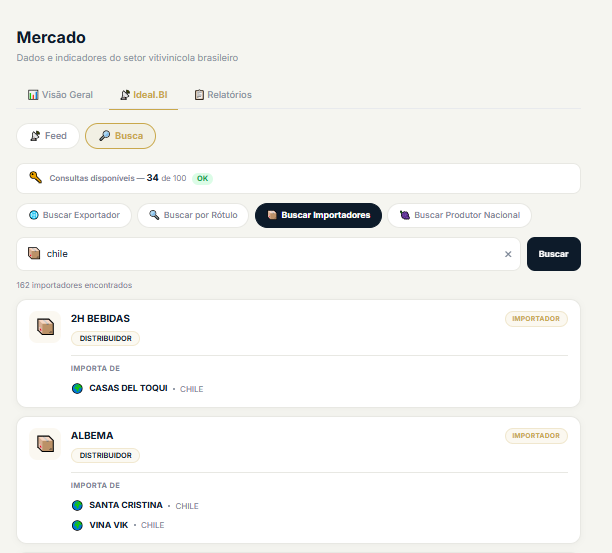 Mercado
Dados e indicadores do setor vitivinícola brasileiro
Visão Geral
Ideal.BI
Relatórios
Feed
Busca
Consultas disponíveis — 34 de 100 OK
Buscar Exportador
Buscar por Rótulo
Buscar Importadores
Buscar Produtor Nacional
chile ×
Buscar
162 importadores encontrados
2H BEBIDAS
IMPORTADOR
DISTRIBUIDOR
IMPORTA DE
CASAS DEL TOQUI • CHILE
ALBEMA
IMPORTADOR
DISTRIBUIDOR
IMPORTA DE
SANTA CRISTINA • CHILE
VINA VIK • CHILE